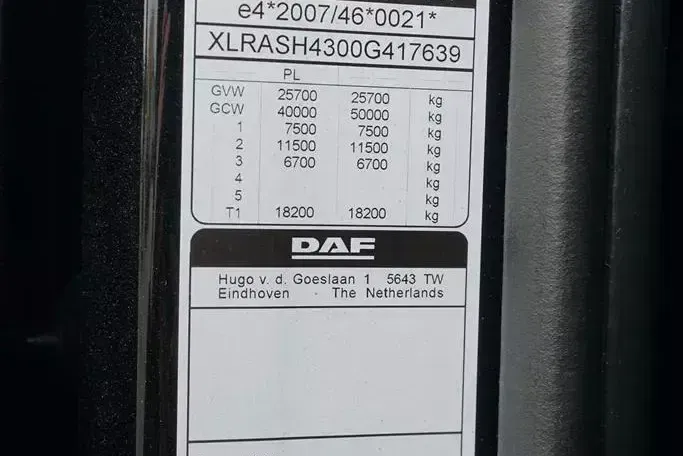 e4*2007/46*0021*
XLRASH4300G417639
PL
GVW 25700 25700 kg
GCW 40000 50000 kg
1 7500 7500 kg
2 11500 11500 kg
3 6700 6700 kg
4 kg
5 kg
T1 18200 18200 kg
DAF
Hugo v. d. Goeslaan 1 5643 TW
Eindhoven · The Netherlands